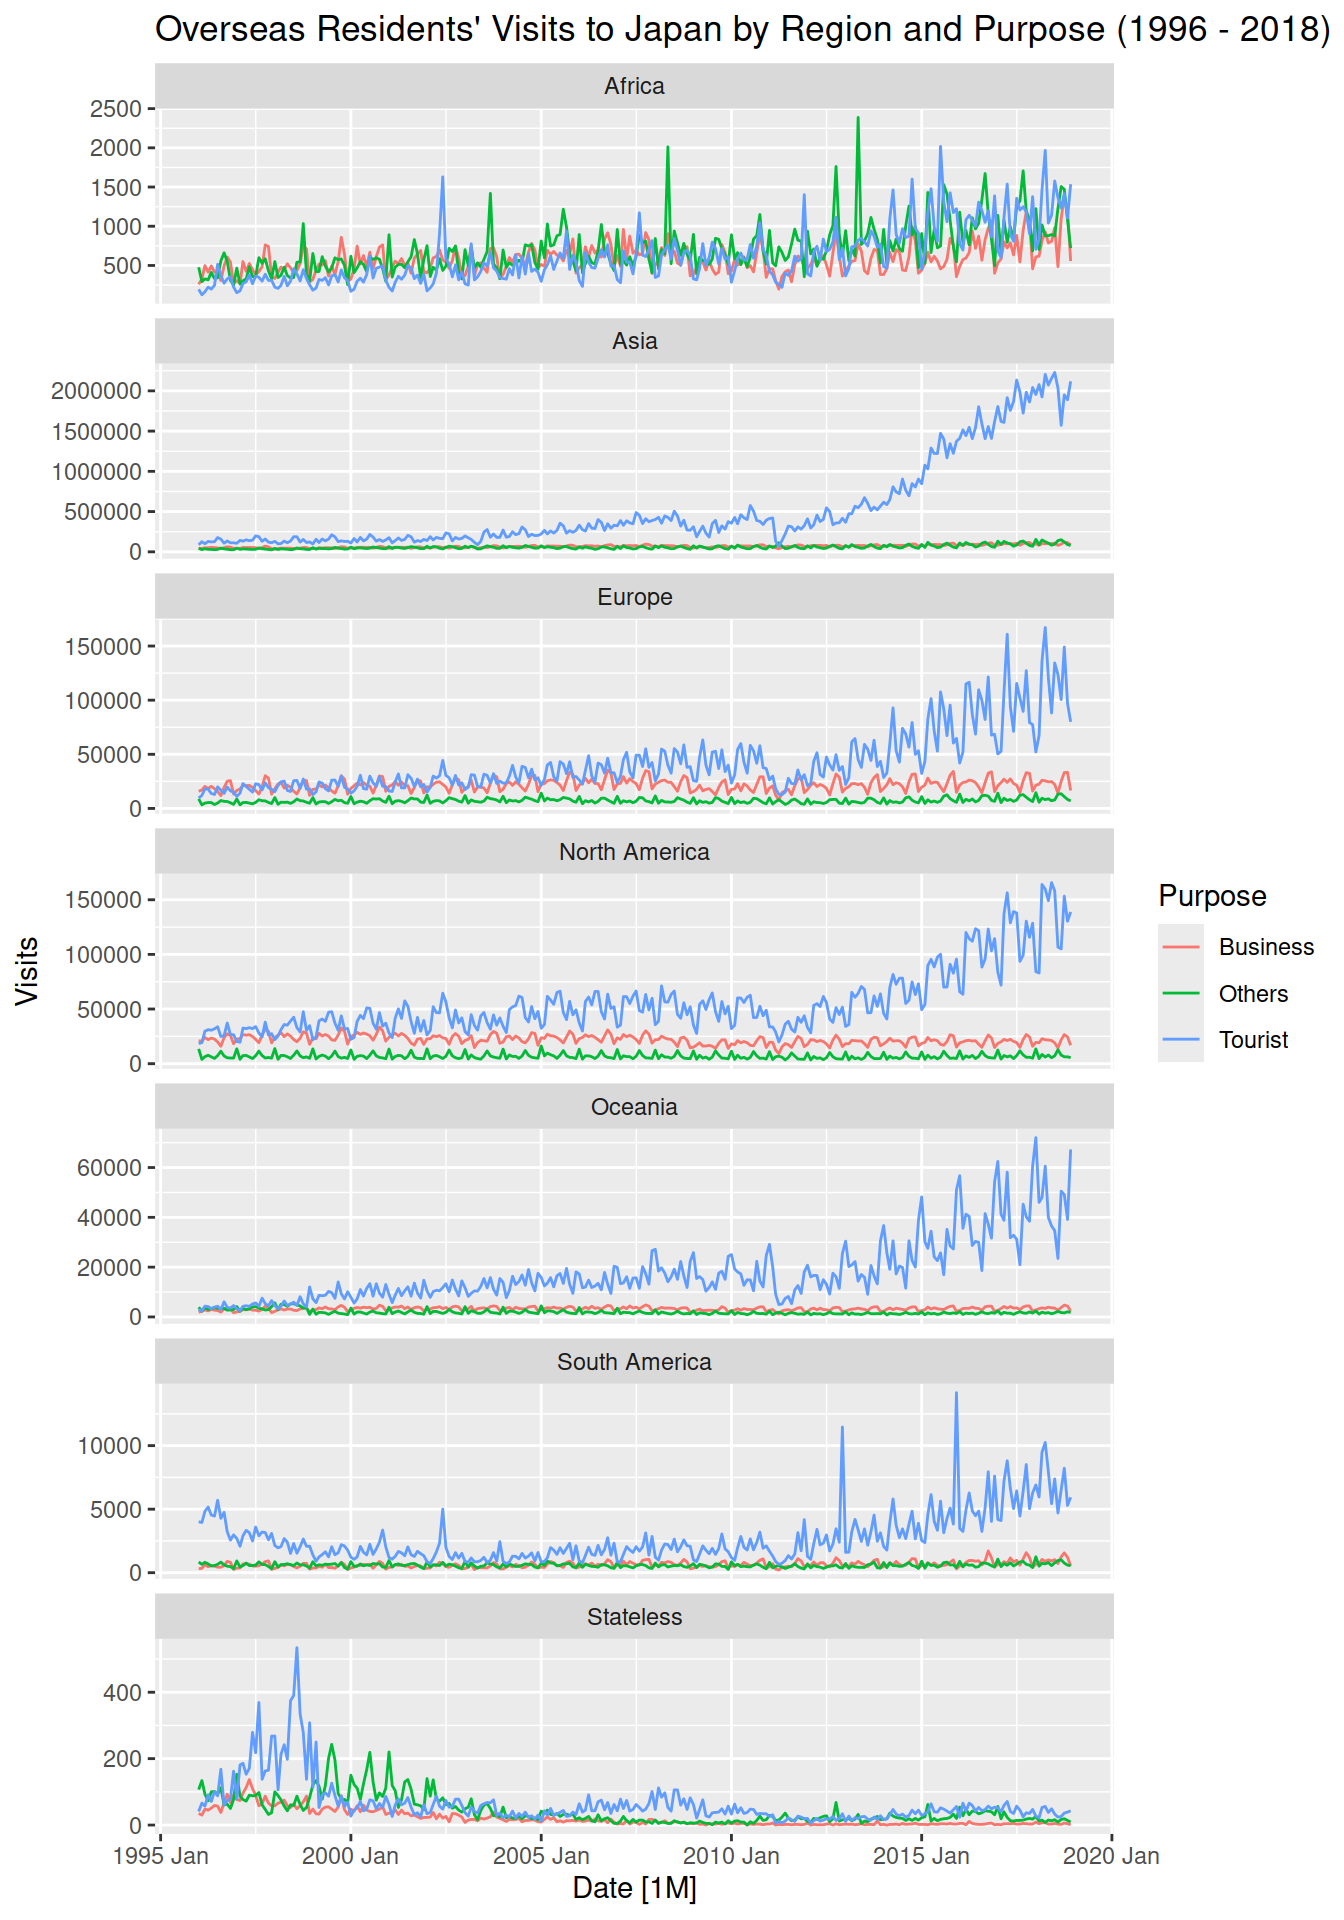 Overseas Residents' Visits to Japan by Region and Purpose (1996 - 2018)
Africa
2500
2000
1500
1000
500
Asia
2000000
1500000
1000000
500000
0
Europe
150000
100000
50000
0
North America
150000
100000
50000
0
Oceania
60000
40000
20000
0
South America
10000
5000
0
Stateless
400
200
0
1995 Jan 2000 Jan 2005 Jan 2010 Jan 2015 Jan 2020 Jan
Date [1M]
Visits
Purpose
Business
Others
Tourist